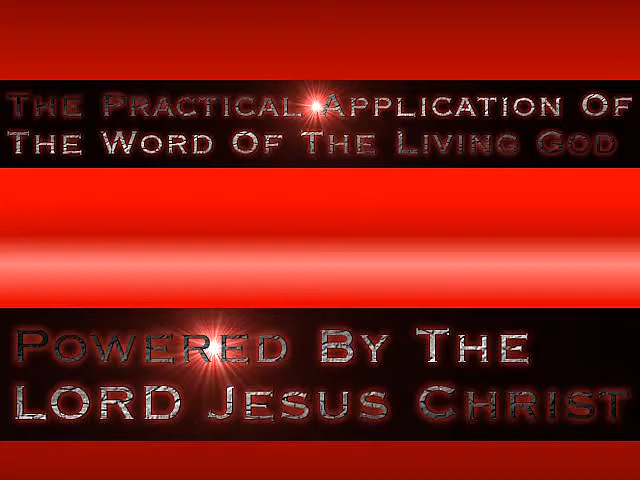 The Practical Application Of
The Word Of The Living God
Powered By The
LORD Jesus Christ